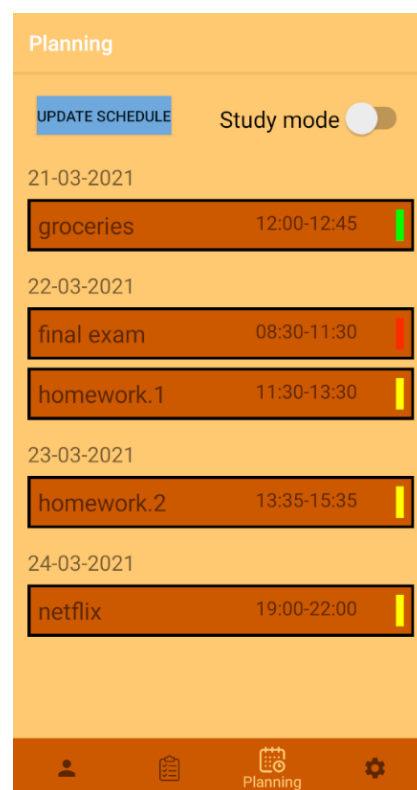 Planning
UPDATE SCHEDULE Study mode
21-03-2021
groceries 12:00-12:45
22-03-2021
final exam 08:30-11:30
homework.1 11:30-13:30
23-03-2021
homework.2 13:35-15:35
24-03-2021
netflix 19:00-22:00
Planning